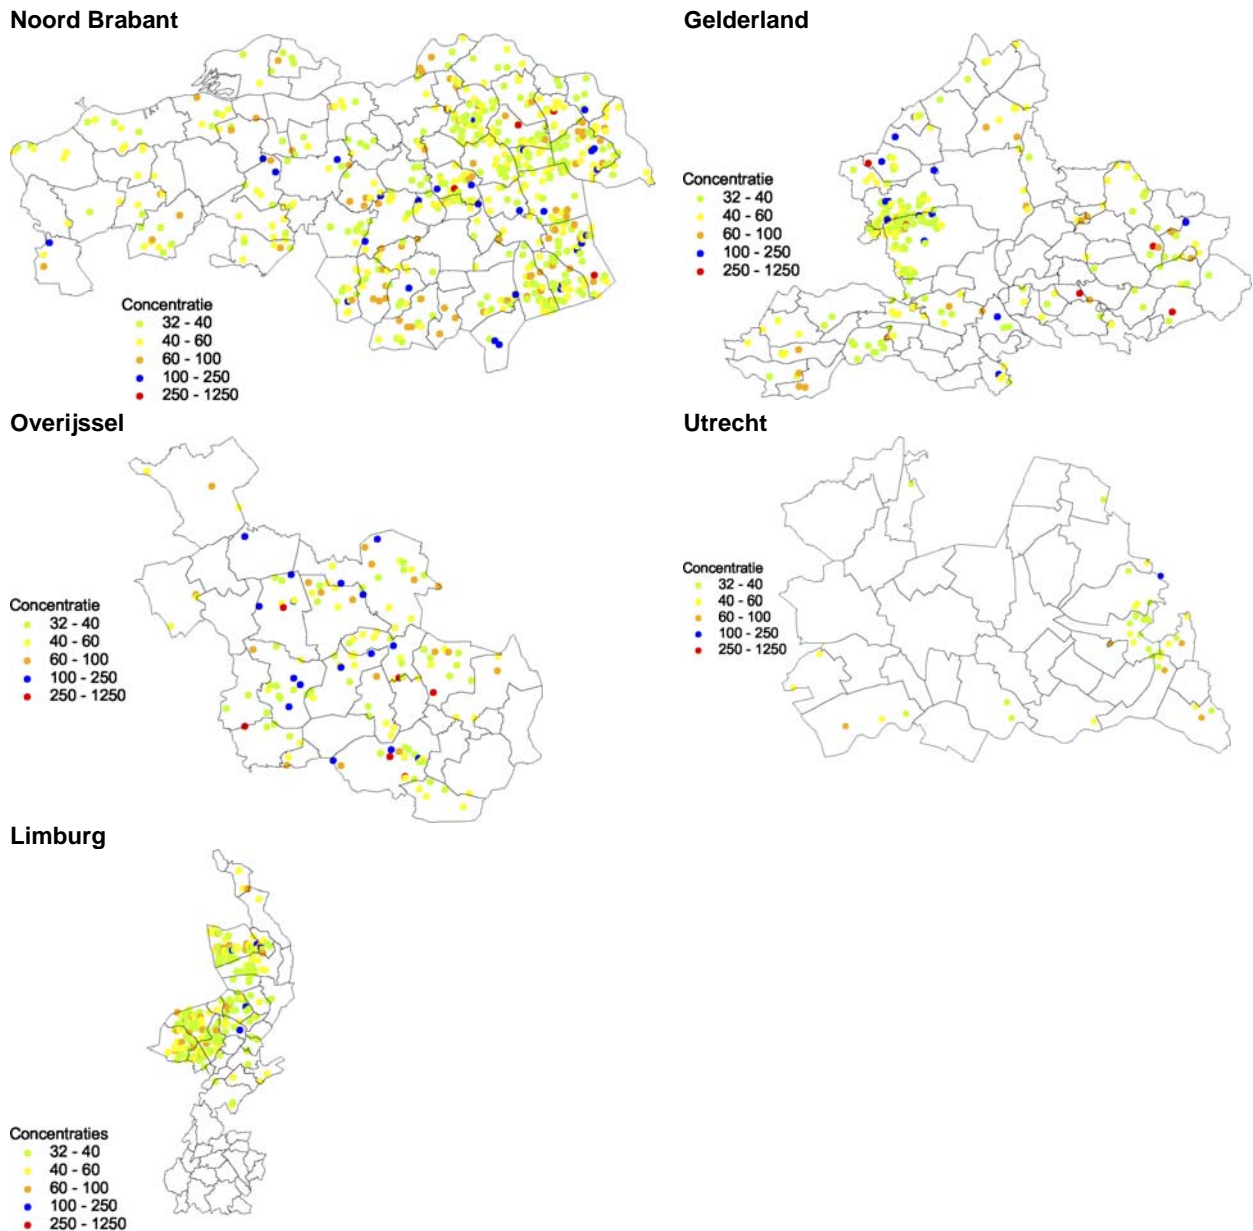 Noord Brabant
Concentratie
32 - 40
40 - 60
60 - 100
100 - 250
250 - 1250
Gelderland
Concentratie
32 - 40
40 - 60
60 - 100
100 - 250
250 - 1250
Overijssel
Concentratie
32 - 40
40 - 60
60 - 100
100 - 250
250 - 1250
Utrecht
Concentratie
32 - 40
40 - 60
60 - 100
100 - 250
250 - 1250
Limburg
Concentraties
32 - 40
40 - 60
60 - 100
100 - 250
250 - 1250